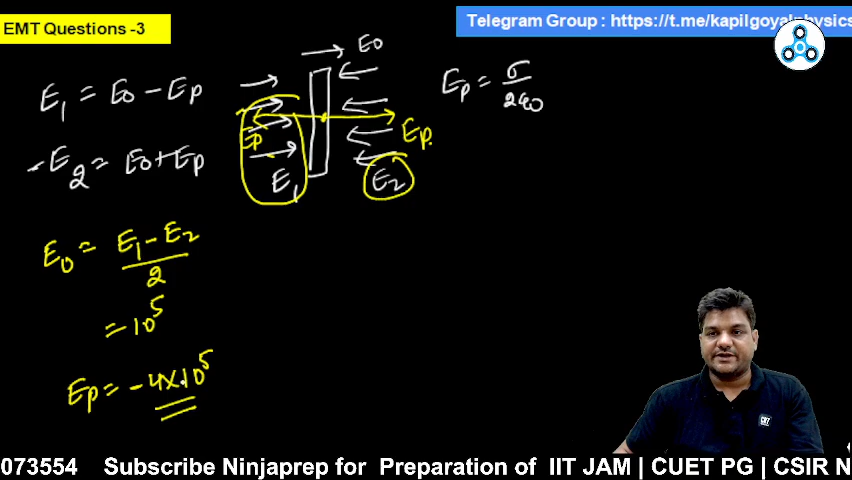 EMT Questions -3
Telegram Group : https://t.me/kapilgoyalphysics
E₁ = E₀ − Eₚ
-E₂ = E₀ + Eₚ
E₀ = E₁ − E₂ / 2
= 10⁵
Eₚ = − 4 × 10⁵
E₀
Eₚ
Eₚ.
E₁
E₂
Eₚ = σ / 2ε₀
073554 Subscribe Ninjaprep for Preparation of IIT JAM | CUET PG | CSIR N